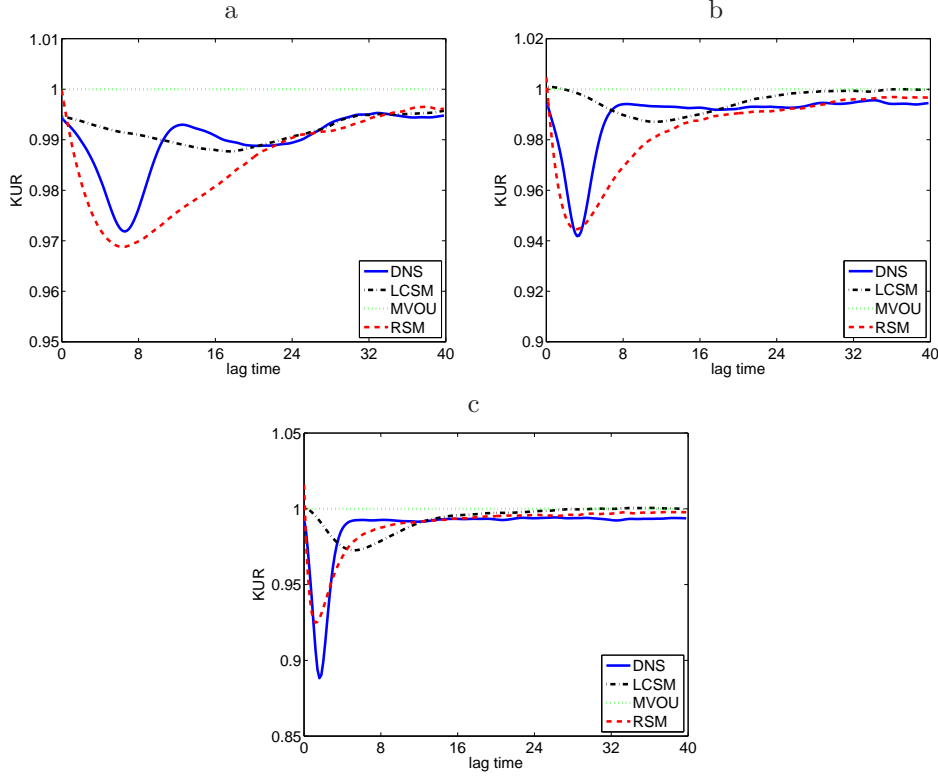 a
1.01
1
0.99
0.98
0.97
0.96
0.95
KUR
0 8 16 24 32 40
lag time
DNS
LCSM
MVOU
RSM
b
1.02
1
0.98
0.96
0.94
0.92
0.9
KUR
0 8 16 24 32 40
lag time
DNS
LCSM
MVOU
RSM
c
1.05
1
0.95
0.9
0.85
KUR
0 4 8 16 24 32 40
lag time
DNS
LCSM
MVOU
RSM